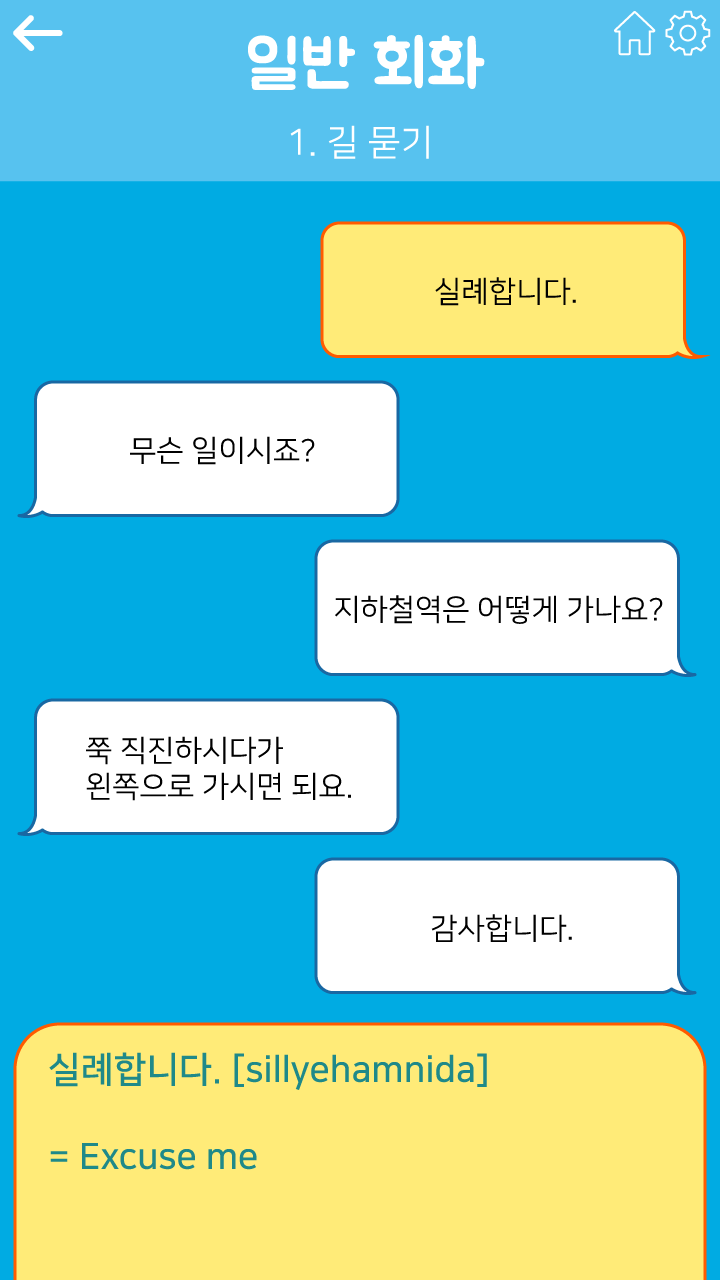 일반 회화
1. 길 묻기
실례합니다.
무슨 일이시죠?
지하철역은 어떻게 가나요?
쭉 직진하시다가
왼쪽으로 가시면 되요.
감사합니다.
실례합니다. [sillyehamnida]
= Excuse me